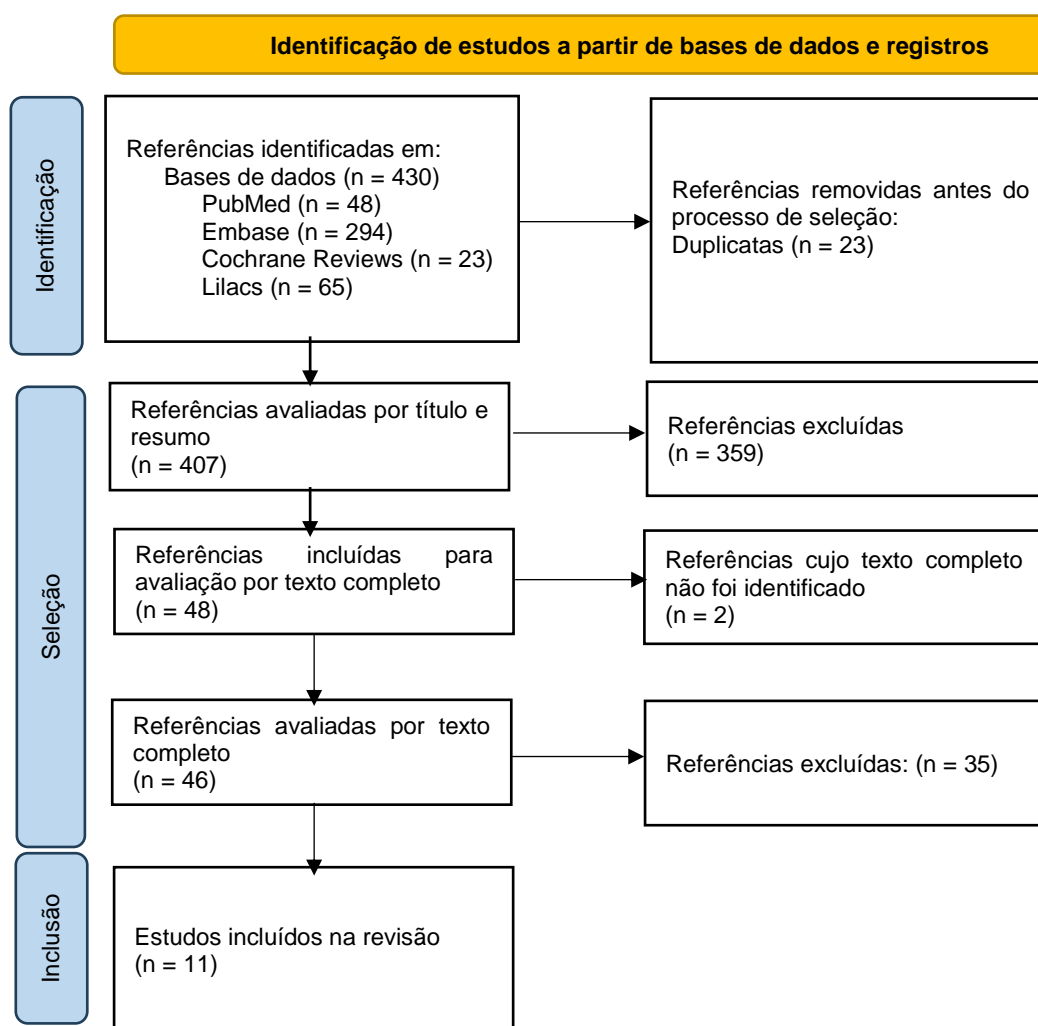 Identificação de estudos a partir de bases de dados e registros
Identificação
Referências identificadas em:
Bases de dados (n = 430)
PubMed (n = 48)
Embase (n = 294)
Cochrane Reviews (n = 23)
Lilacs (n = 65)
Referências removidas antes do
processo de seleção:
Duplicatas (n = 23)
Seleção
Referências avaliadas por título e
resumo
(n = 407)
Referências excluídas
(n = 359)
Referências incluídas para
avaliação por texto completo
(n = 48)
Referências cujo texto completo
não foi identificado
(n = 2)
Referências avaliadas por texto
completo
(n = 46)
Referências excluídas: (n = 35)
Inclusão
Estudos incluídos na revisão
(n = 11)